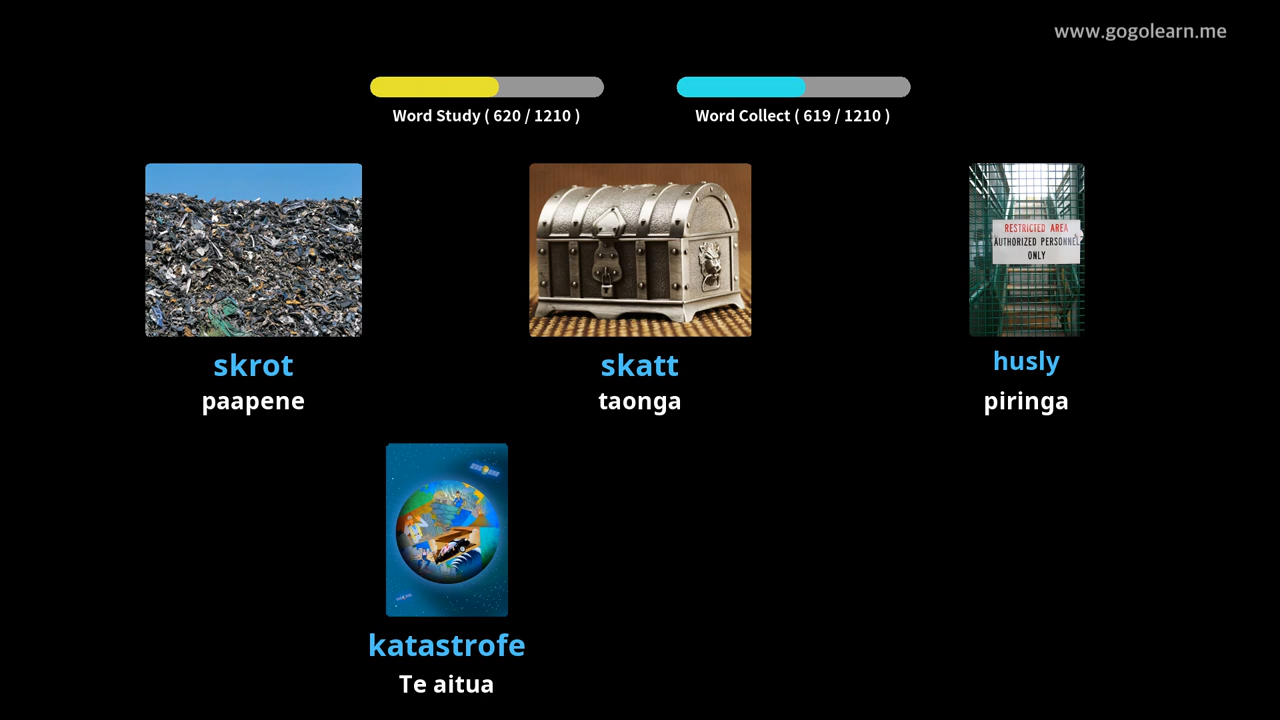 www.gogolearn.me
Word Study ( 620 / 1210 )
Word Collect ( 619 / 1210 )
RESTRICTED AREA
AUTHORIZED PERSONNEL
ONLY
skrot
skatt
husly
paapene
taonga
piringa
katastrofe
Te aitua